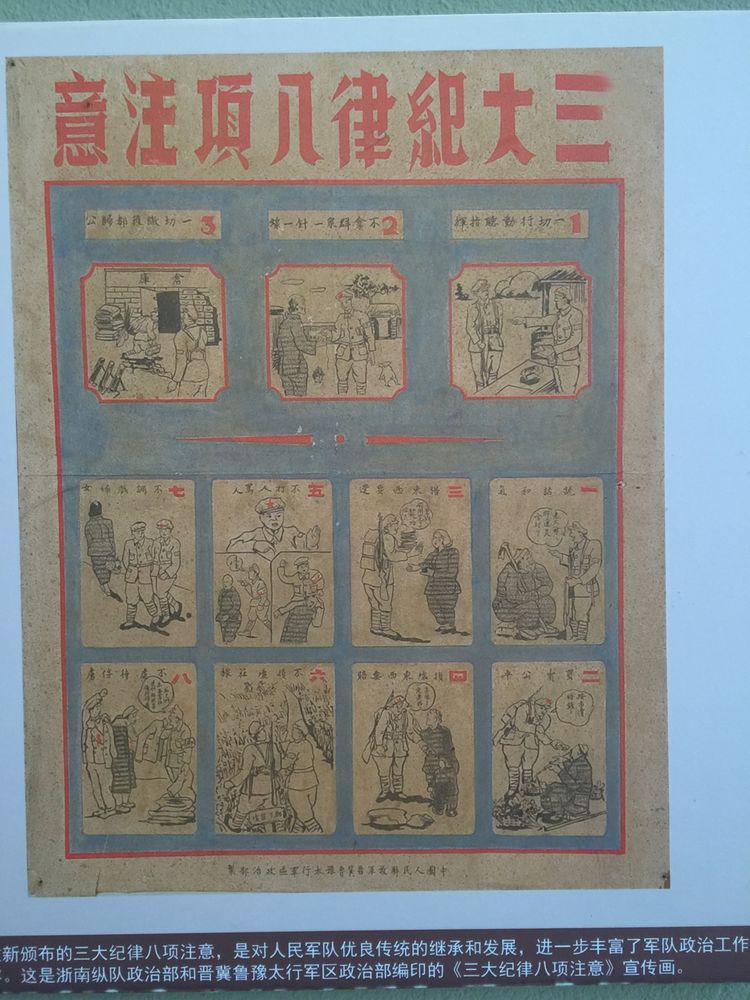 三大紀律八項注意
1 一切行動聽指揮
2 不拿群衆一針一線
3 一切繳獲都歸公
倉庫
一 說話和氣
二 買賣公平
三 借東西要還
四 損壞東西要賠
五 不打人罵人
六 不損壞莊稼
七 不調戲婦女
八 不虐待俘虜
中國人民解放軍晉冀魯豫太行軍區政治部製
新颁布的三大纪律八项注意，是对人民军队优良传统的继承和发展，进一步丰富了军队政治工作
。这是浙南纵队政治部和晋冀鲁豫太行军区政治部编印的《三大纪律八项注意》宣传画。